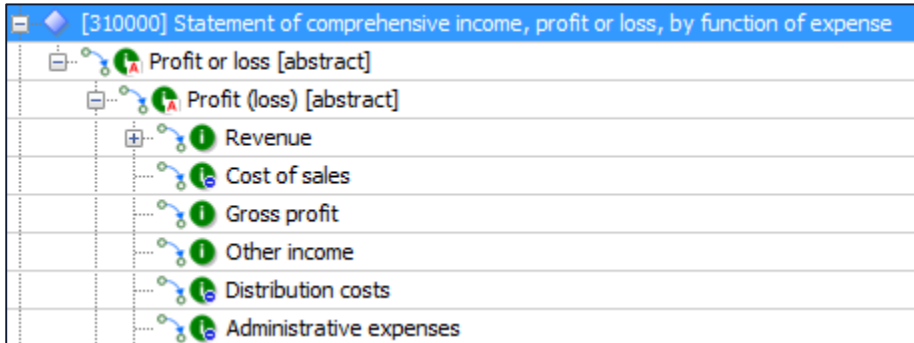 [310000] Statement of comprehensive income, profit or loss, by function of expense
Profit or loss [abstract]
Profit (loss) [abstract]
Revenue
Cost of sales
Gross profit
Other income
Distribution costs
Administrative expenses